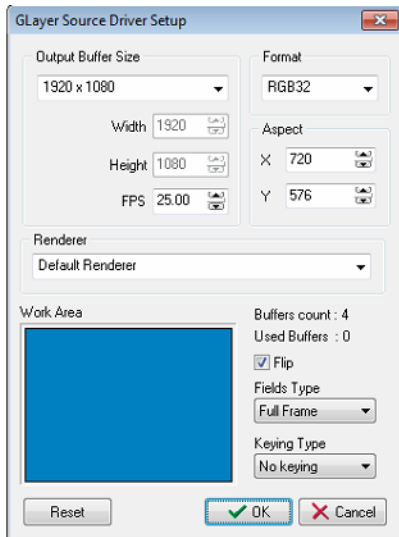 GLayer Source Driver Setup
Output Buffer Size
1920 x 1080
Width 1920
Height 1080
FPS 25.00
Format
RGB32
Aspect
X 720
Y 576
Renderer
Default Renderer
Work Area
Buffers count : 4
Used Buffers : 0
Flip
Fields Type
Full Frame
Keying Type
No keying
Reset
OK
Cancel